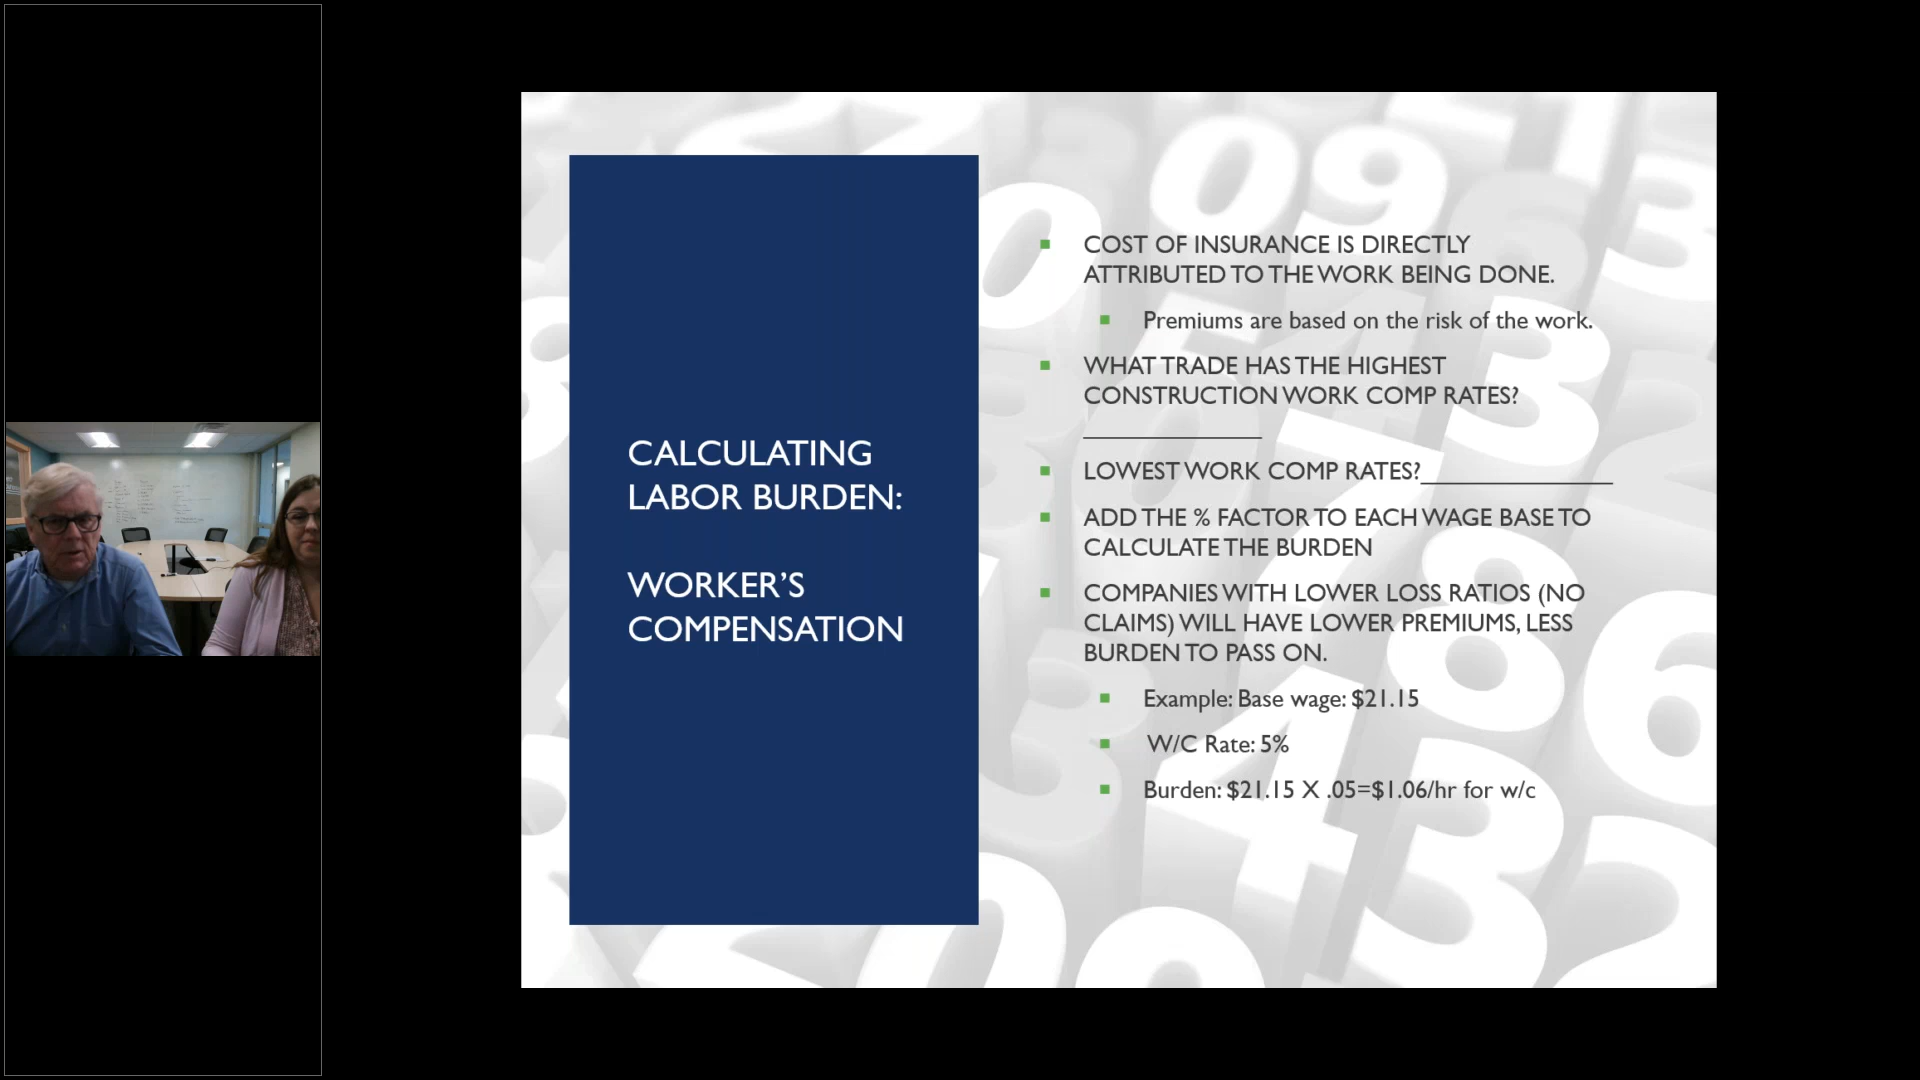 CALCULATING
LABOR BURDEN:
WORKER’S
COMPENSATION
COST OF INSURANCE IS DIRECTLY
ATTRIBUTED TO THE WORK BEING DONE.
Premiums are based on the risk of the work.
WHAT TRADE HAS THE HIGHEST
CONSTRUCTION WORK COMP RATES?
______________
LOWEST WORK COMP RATES?_______________
ADD THE % FACTOR TO EACH WAGE BASE TO
CALCULATE THE BURDEN
COMPANIES WITH LOWER LOSS RATIOS (NO
CLAIMS) WILL HAVE LOWER PREMIUMS, LESS
BURDEN TO PASS ON.
Example: Base wage: $21.15
W/C Rate: 5%
Burden: $21.15 X .05=$1.06/hr for w/c